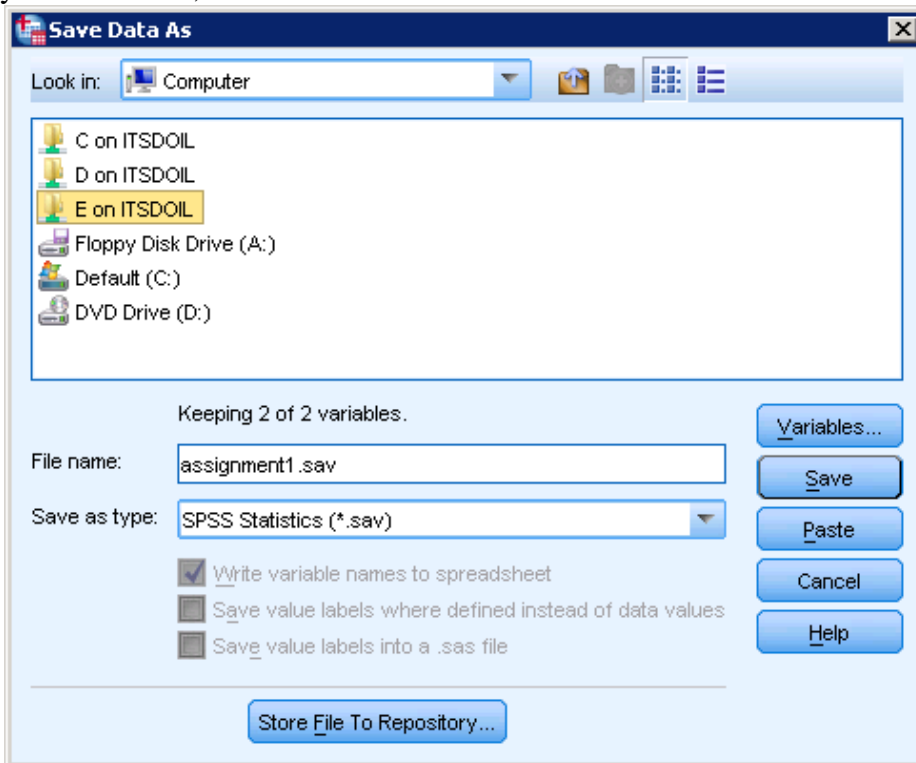 Save Data As
Look in: Computer
C on ITSDOIL
D on ITSDOIL
E on ITSDOIL
Floppy Disk Drive (A:)
Default (C:)
DVD Drive (D:)
Keeping 2 of 2 variables.
Variables...
File name: assignment1.sav
Save
Save as type: SPSS Statistics (*.sav)
Paste
Write variable names to spreadsheet
Cancel
Save value labels where defined instead of data values
Help
Save value labels into a .sas file
Store File To Repository...